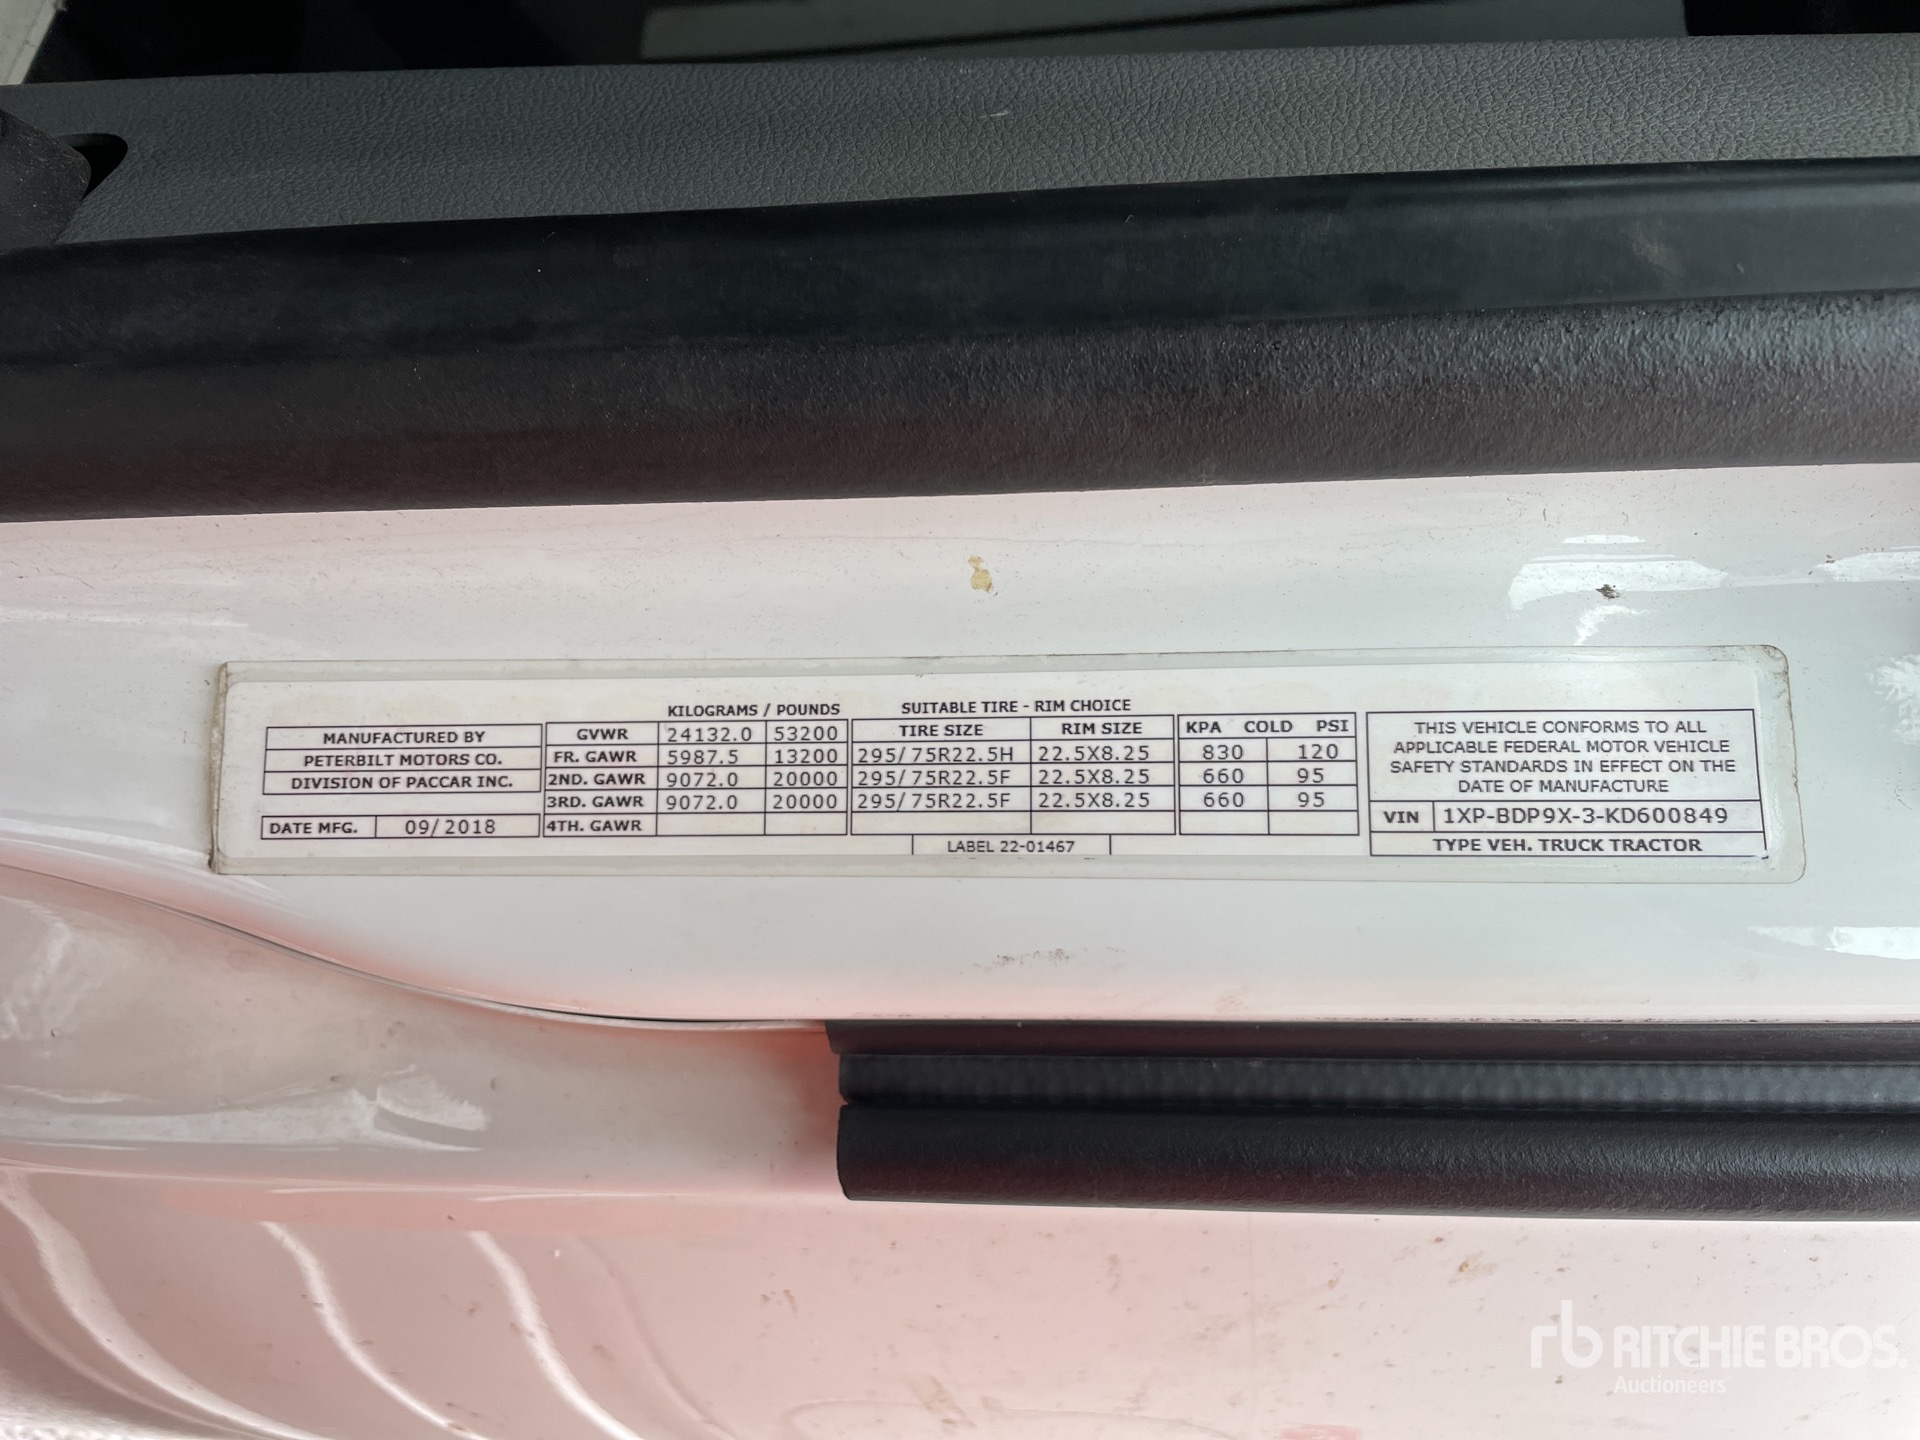 KILOGRAMS / POUNDS SUITABLE TIRE - RIM CHOICE
MANUFACTURED BY
PETERBILT MOTORS CO.
DIVISION OF PACCAR INC.
DATE MFG. 09/2018
GVWR 24132.0 53200 TIRE SIZE RIM SIZE KPA COLD PSI
FR. GAWR 5987.5 13200 295/75R22.5H 22.5X8.25 830 120
2ND. GAWR 9072.0 20000 295/75R22.5F 22.5X8.25 660 95
3RD. GAWR 9072.0 20000 295/75R22.5F 22.5X8.25 660 95
4TH. GAWR
LABEL 22-01467
THIS VEHICLE CONFORMS TO ALL
APPLICABLE FEDERAL MOTOR VEHICLE
SAFETY STANDARDS IN EFFECT ON THE
DATE OF MANUFACTURE
VIN 1XP-BDP9X-3-KD600849
TYPE VEH. TRUCK TRACTOR
rb RITCHIE BROS.
Auctioneers